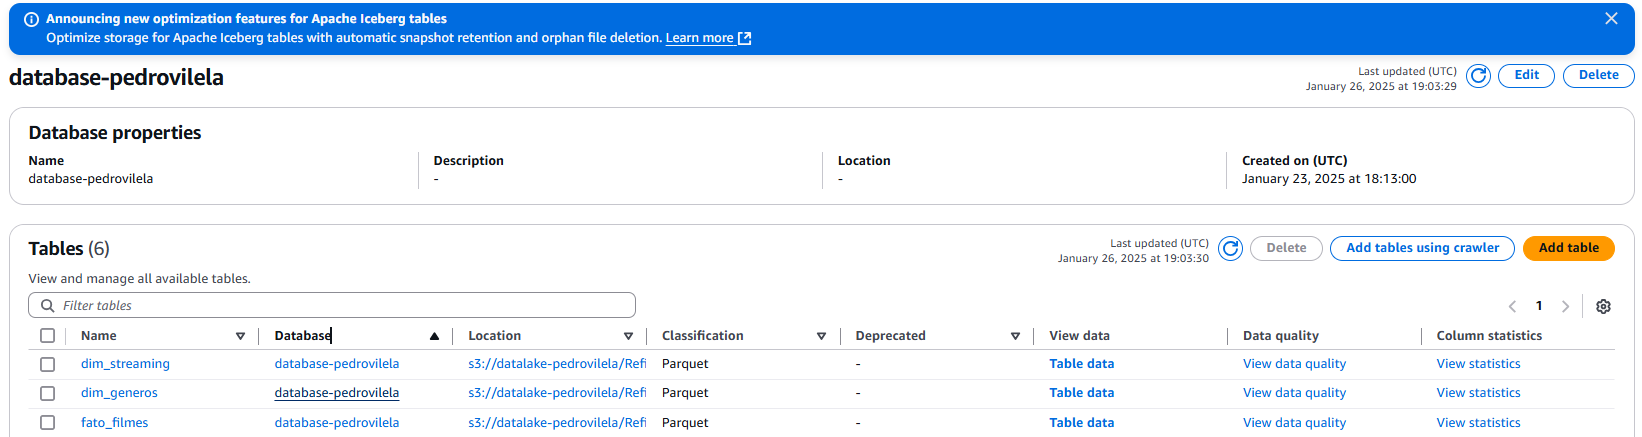 Announcing new optimization features for Apache Iceberg tables
Optimize storage for Apache Iceberg tables with automatic snapshot retention and orphan file deletion. Learn more
database-pedrovilela
Last updated (UTC)
January 26, 2025 at 19:03:29
Edit
Delete
Database properties
Name
database-pedrovilela
Description
-
Location
-
Created on (UTC)
January 23, 2025 at 18:13:00
Tables (6)
Last updated (UTC)
January 26, 2025 at 19:03:30
Delete
Add tables using crawler
Add table
View and manage all available tables.
Filter tables
1
Name Database Location Classification Deprecated View data Data quality Column statistics
dim_streaming database-pedrovilela s3://datalake-pedrovilela/Refi Parquet - Table data View data quality View statistics
dim_generos database-pedrovilela s3://datalake-pedrovilela/Refi Parquet - Table data View data quality View statistics
fato_filmes database-pedrovilela s3://datalake-pedrovilela/Refi Parquet - Table data View data quality View statistics